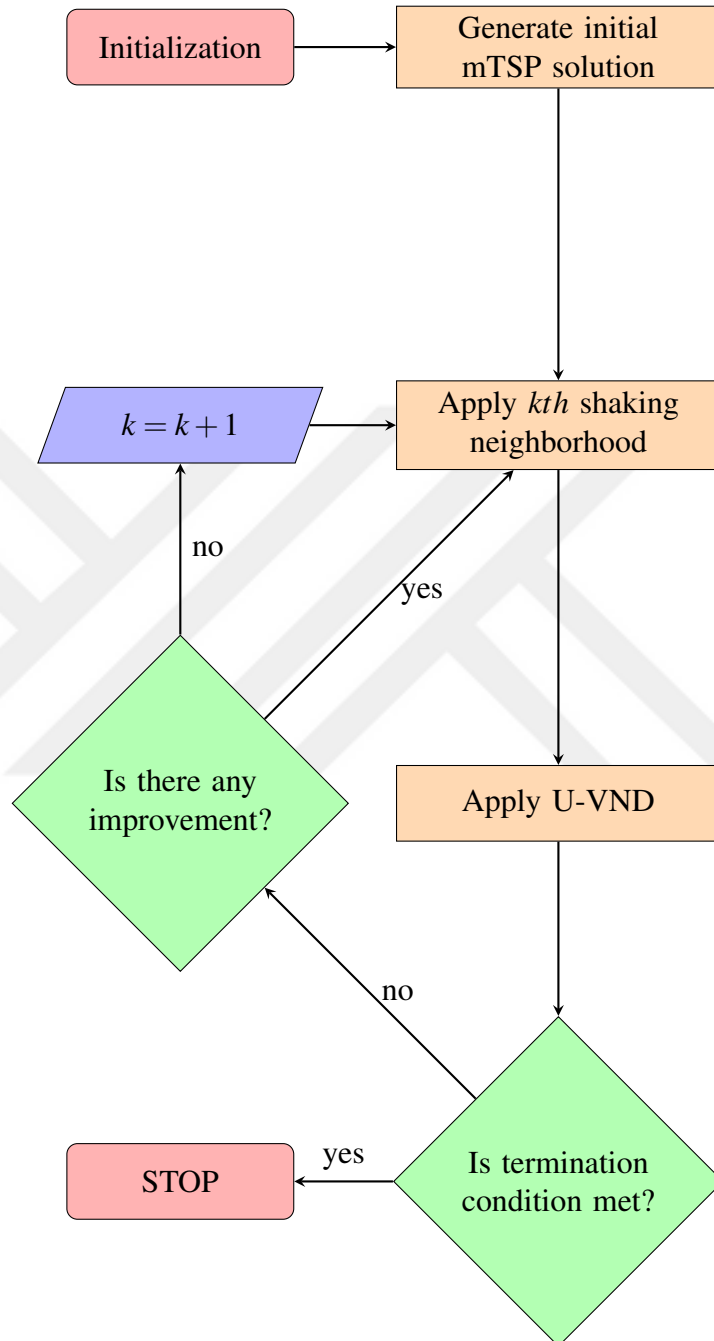 Initialization
Generate initial
mTSP solution
k = k + 1
Apply kth shaking
neighborhood
no
yes
Is there any
improvement?
Apply U-VND
no
yes
STOP
Is termination
condition met?